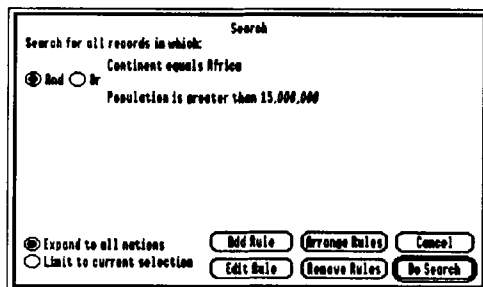 Search
Search for all records in which:
Continent equals Africa
And Or
Population is greater than 15,000,000
Expand to all nations
Limit to current selection
Add Rule Arrange Rules Cancel
Edit Rule Remove Rules Do Search